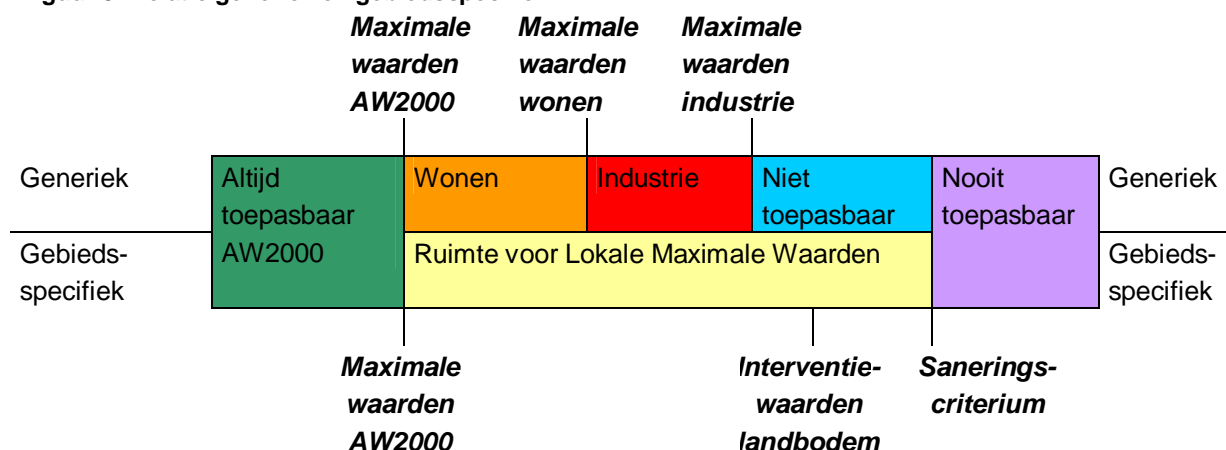 Maximale
waarden
AW2000
Maximale
waarden
wonen
Maximale
waarden
industrie
Generiek
Altijd
toepasbaar
AW2000
Wonen
Industrie
Niet
toepasbaar
Nooit
toepasbaar
Generiek
Gebieds-
specifiek
Ruimte voor Lokale Maximale Waarden
Gebieds-
specifiek
Maximale
waarden
AW2000
Interventie-
waarden
landbodem
Sanerings-
criterium